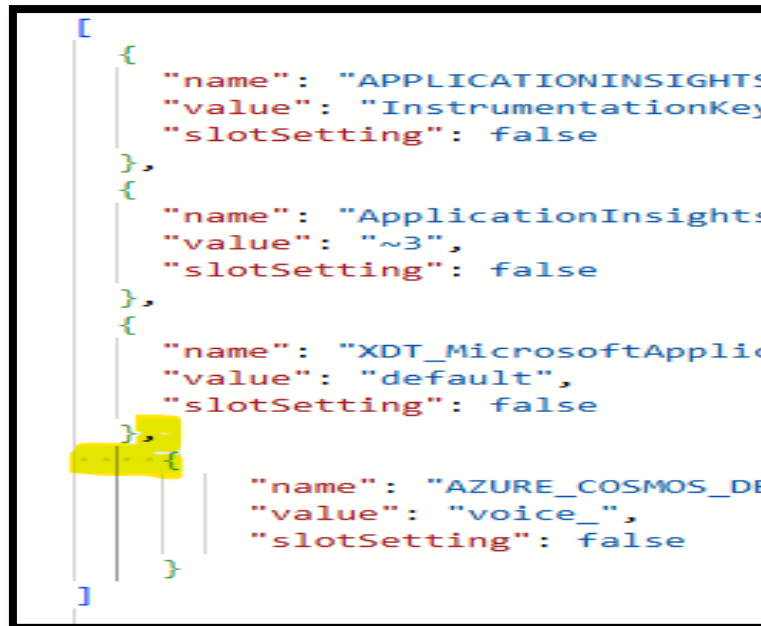 [
{
"name": "APPLICATIONINSIGHTS
"value": "InstrumentationKey
"slotSetting": false
},
{
"name": "ApplicationInsights
"value": "~3",
"slotSetting": false
},
{
"name": "XDT_MicrosoftApplic
"value": "default",
"slotSetting": false
},
{
"name": "AZURE_COSMOS_DB
"value": "voice_",
"slotSetting": false
}
]